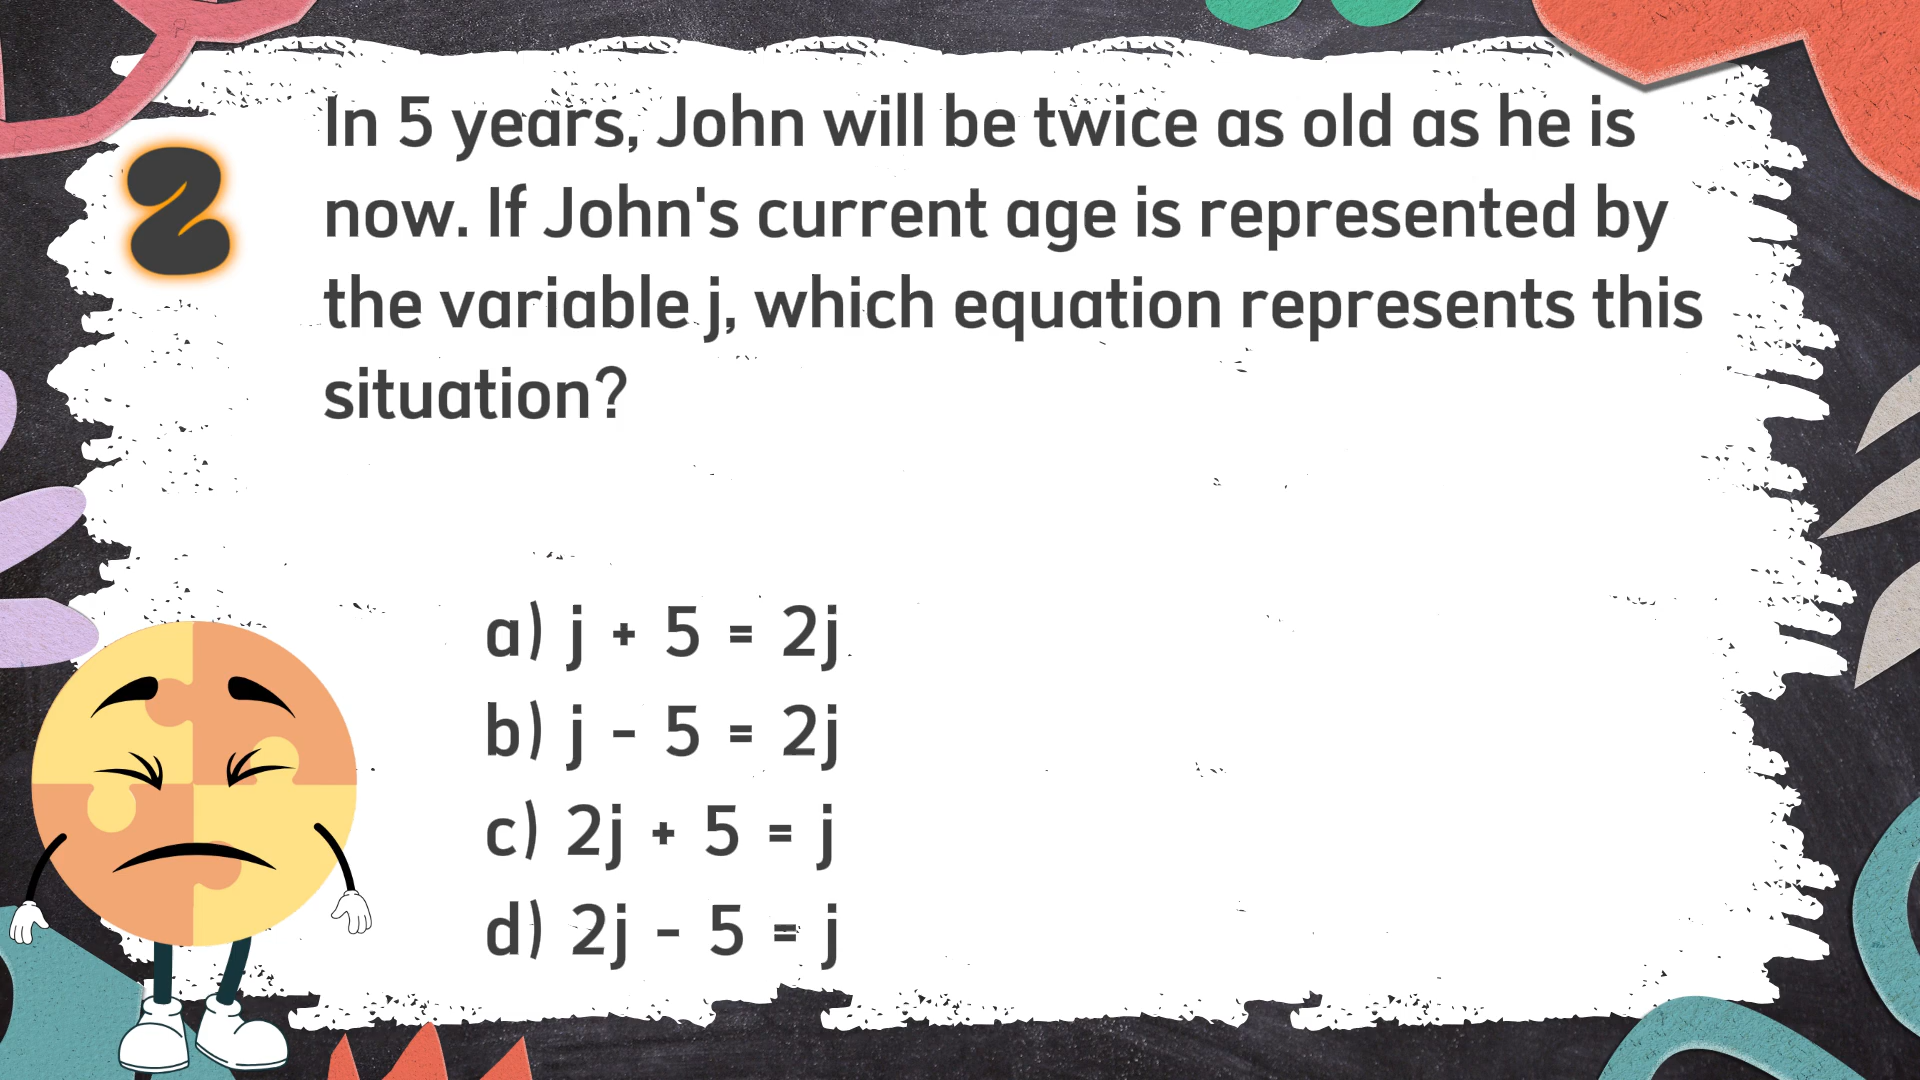 2
In 5 years, John will be twice as old as he is
now. If John's current age is represented by
the variable j, which equation represents this
situation?
a) j + 5 = 2j
b) j - 5 = 2j
c) 2j + 5 = j
d) 2j - 5 = j